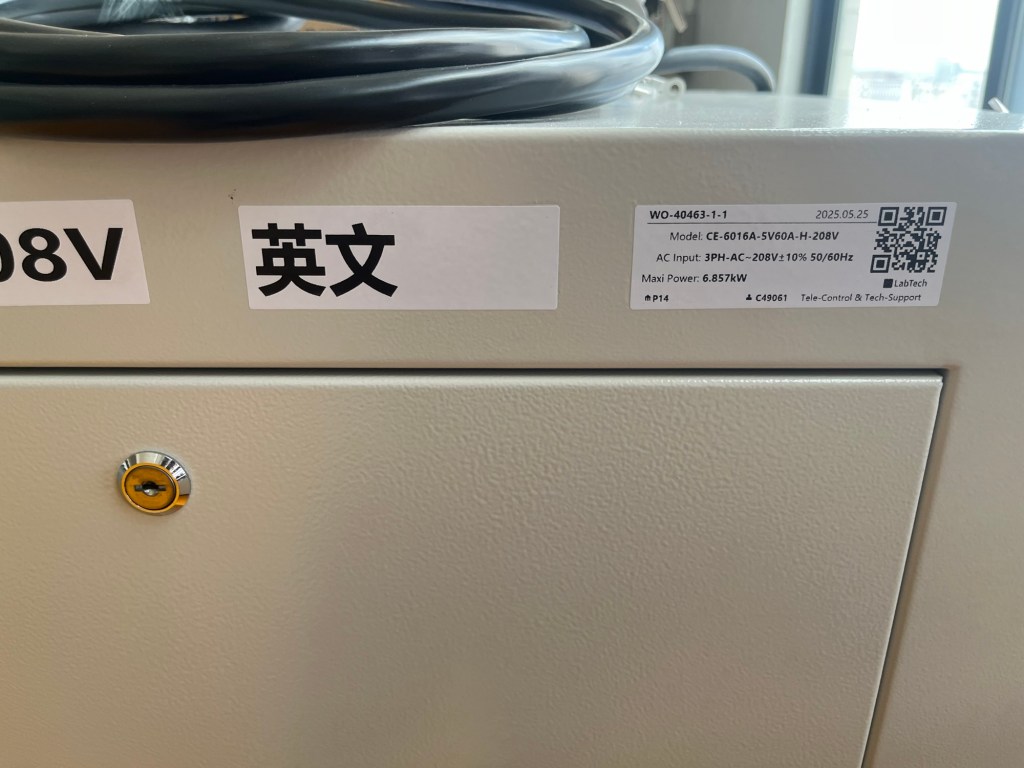 08V
英文
WO-40463-1-1 2025.05.25
Model: CE-6016A-5V60A-H-208V
AC Input: 3PH-AC~208V±10% 50/60Hz
Maxi Power: 6.857kW
LabTech
P14 C49061 Tele-Control & Tech-Support